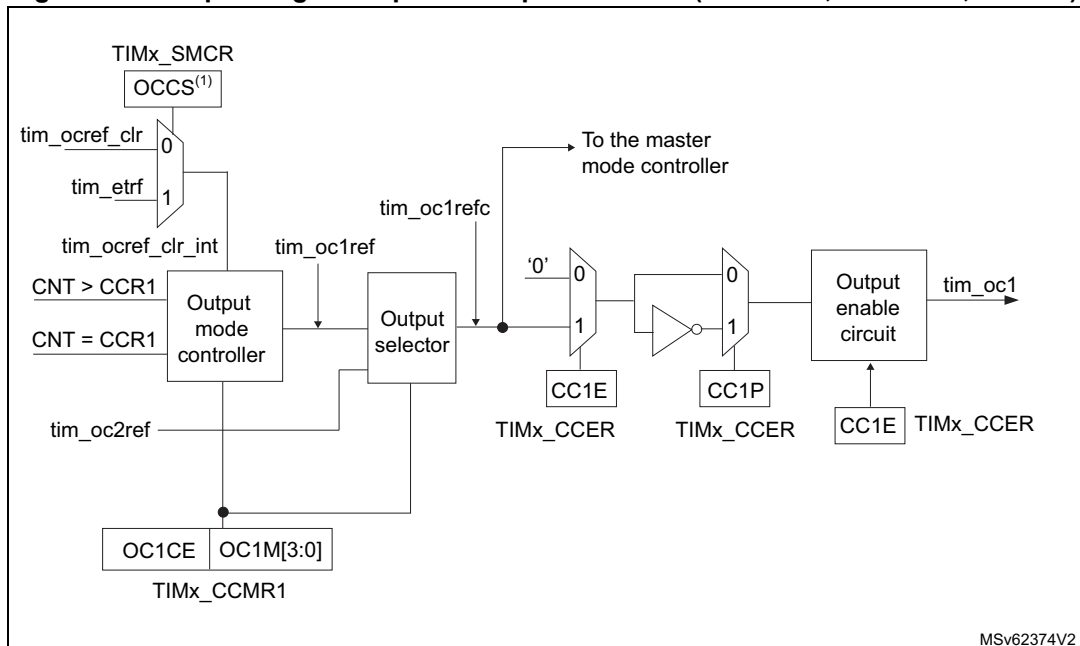 TIMx_SMCR
OCCS(1)
tim_ocref_clr
0
tim_etrf
1
tim_ocref_clr_int
To the master
mode controller
tim_oc1refc
tim_oc1ref
CNT > CCR1
CNT = CCR1
Output
mode
controller
Output
selector
tim_oc2ref
'0'
0
1
CC1E
TIMx_CCER
0
1
CC1P
TIMx_CCER
Output
enable
circuit
tim_oc1
CC1E
TIMx_CCER
OC1CE
OC1M[3:0]
TIMx_CCMR1
MSv62374V2